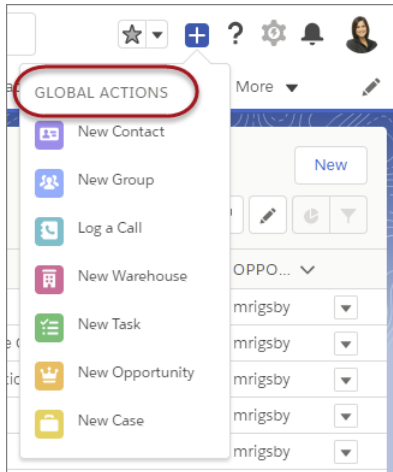 GLOBAL ACTIONS
More
New Contact
New
New Group
Log a Call
OPPO...
New Warehouse
mrigsby
New Task
mrigsby
New Opportunity
mrigsby
New Case
mrigsby
mrigsby